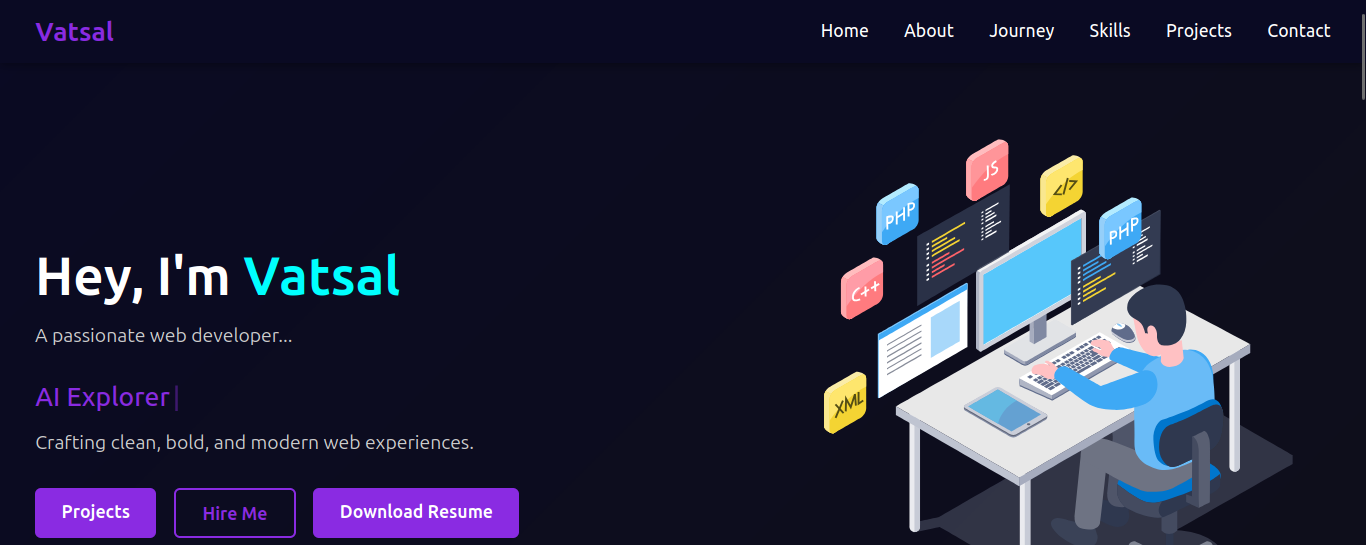 Vatsal
Home About Journey Skills Projects Contact
Hey, I'm Vatsal
A passionate web developer...
AI Explorer|
Crafting clean, bold, and modern web experiences.
Projects
Hire Me
Download Resume
JS
</>
PHP
PHP
C++
XML